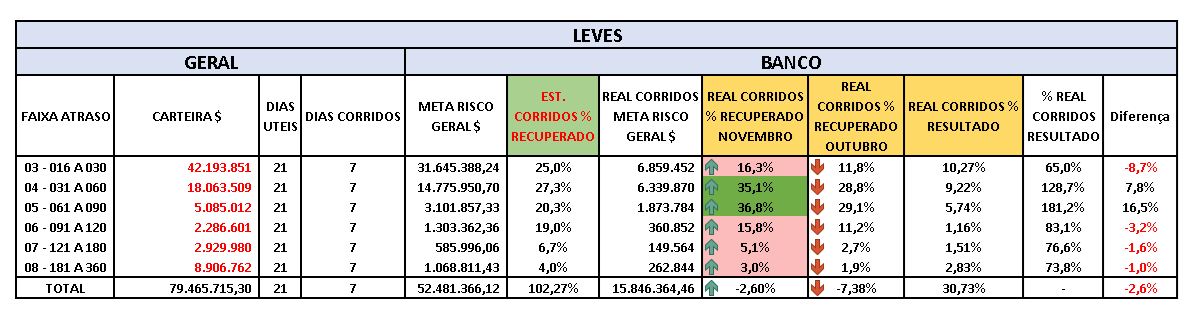 LEVES
GERAL BANCO
FAIXA ATRASO CARTEIRA $ DIAS UTEIS DIAS CORRIDOS META RISCO GERAL $ EST. CORRIDOS % RECUPERADO REAL CORRIDOS META RISCO GERAL $ REAL CORRIDOS % RECUPERADO NOVEMBRO REAL CORRIDOS % RECUPERADO OUTUBRO REAL CORRIDOS % RESULTADO % REAL CORRIDOS RESULTADO Diferença
03 - 016 A 030 42.193.851 21 7 31.645.388,24 25,0% 6.859.452 16,3% 11,8% 10,27% 65,0% -8,7%
04 - 031 A 060 18.063.509 21 7 14.775.950,70 27,3% 6.339.870 35,1% 28,8% 9,22% 128,7% 7,8%
05 - 061 A 090 5.085.012 21 7 3.101.857,33 20,3% 1.873.784 36,8% 29,1% 5,74% 181,2% 16,5%
06 - 091 A 120 2.286.601 21 7 1.303.362,36 19,0% 360.852 15,8% 11,2% 1,16% 83,1% -3,2%
07 - 121 A 180 2.929.980 21 7 585.996,06 6,7% 149.564 5,1% 2,7% 1,51% 76,6% -1,6%
08 - 181 A 360 8.906.762 21 7 1.068.811,43 4,0% 262.844 3,0% 1,9% 2,83% 73,8% -1,0%
TOTAL 79.465.715,30 21 7 52.481.366,12 102,27% 15.846.364,46 -2,60% -7,38% 30,73% - -2,6%